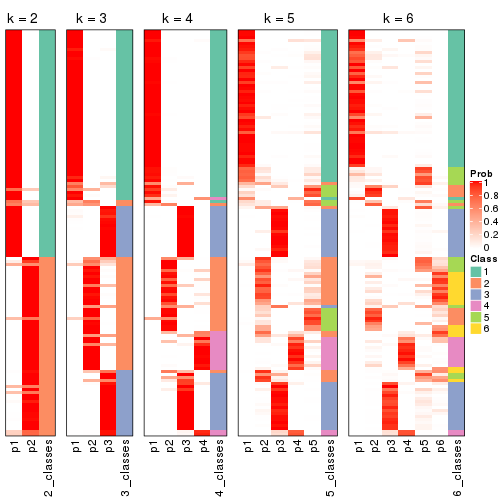 k = 2
k = 3
k = 4
k = 5
k = 6
p1
p2
2_classes
p1
p2
p3
3_classes
p1
p2
p3
p4
4_classes
p1
p2
p3
p4
p5
5_classes
p1
p2
p3
p4
p5
p6
6_classes
Prob
1
0.8
0.6
0.4
0.2
0
Class
1
2
3
4
5
6